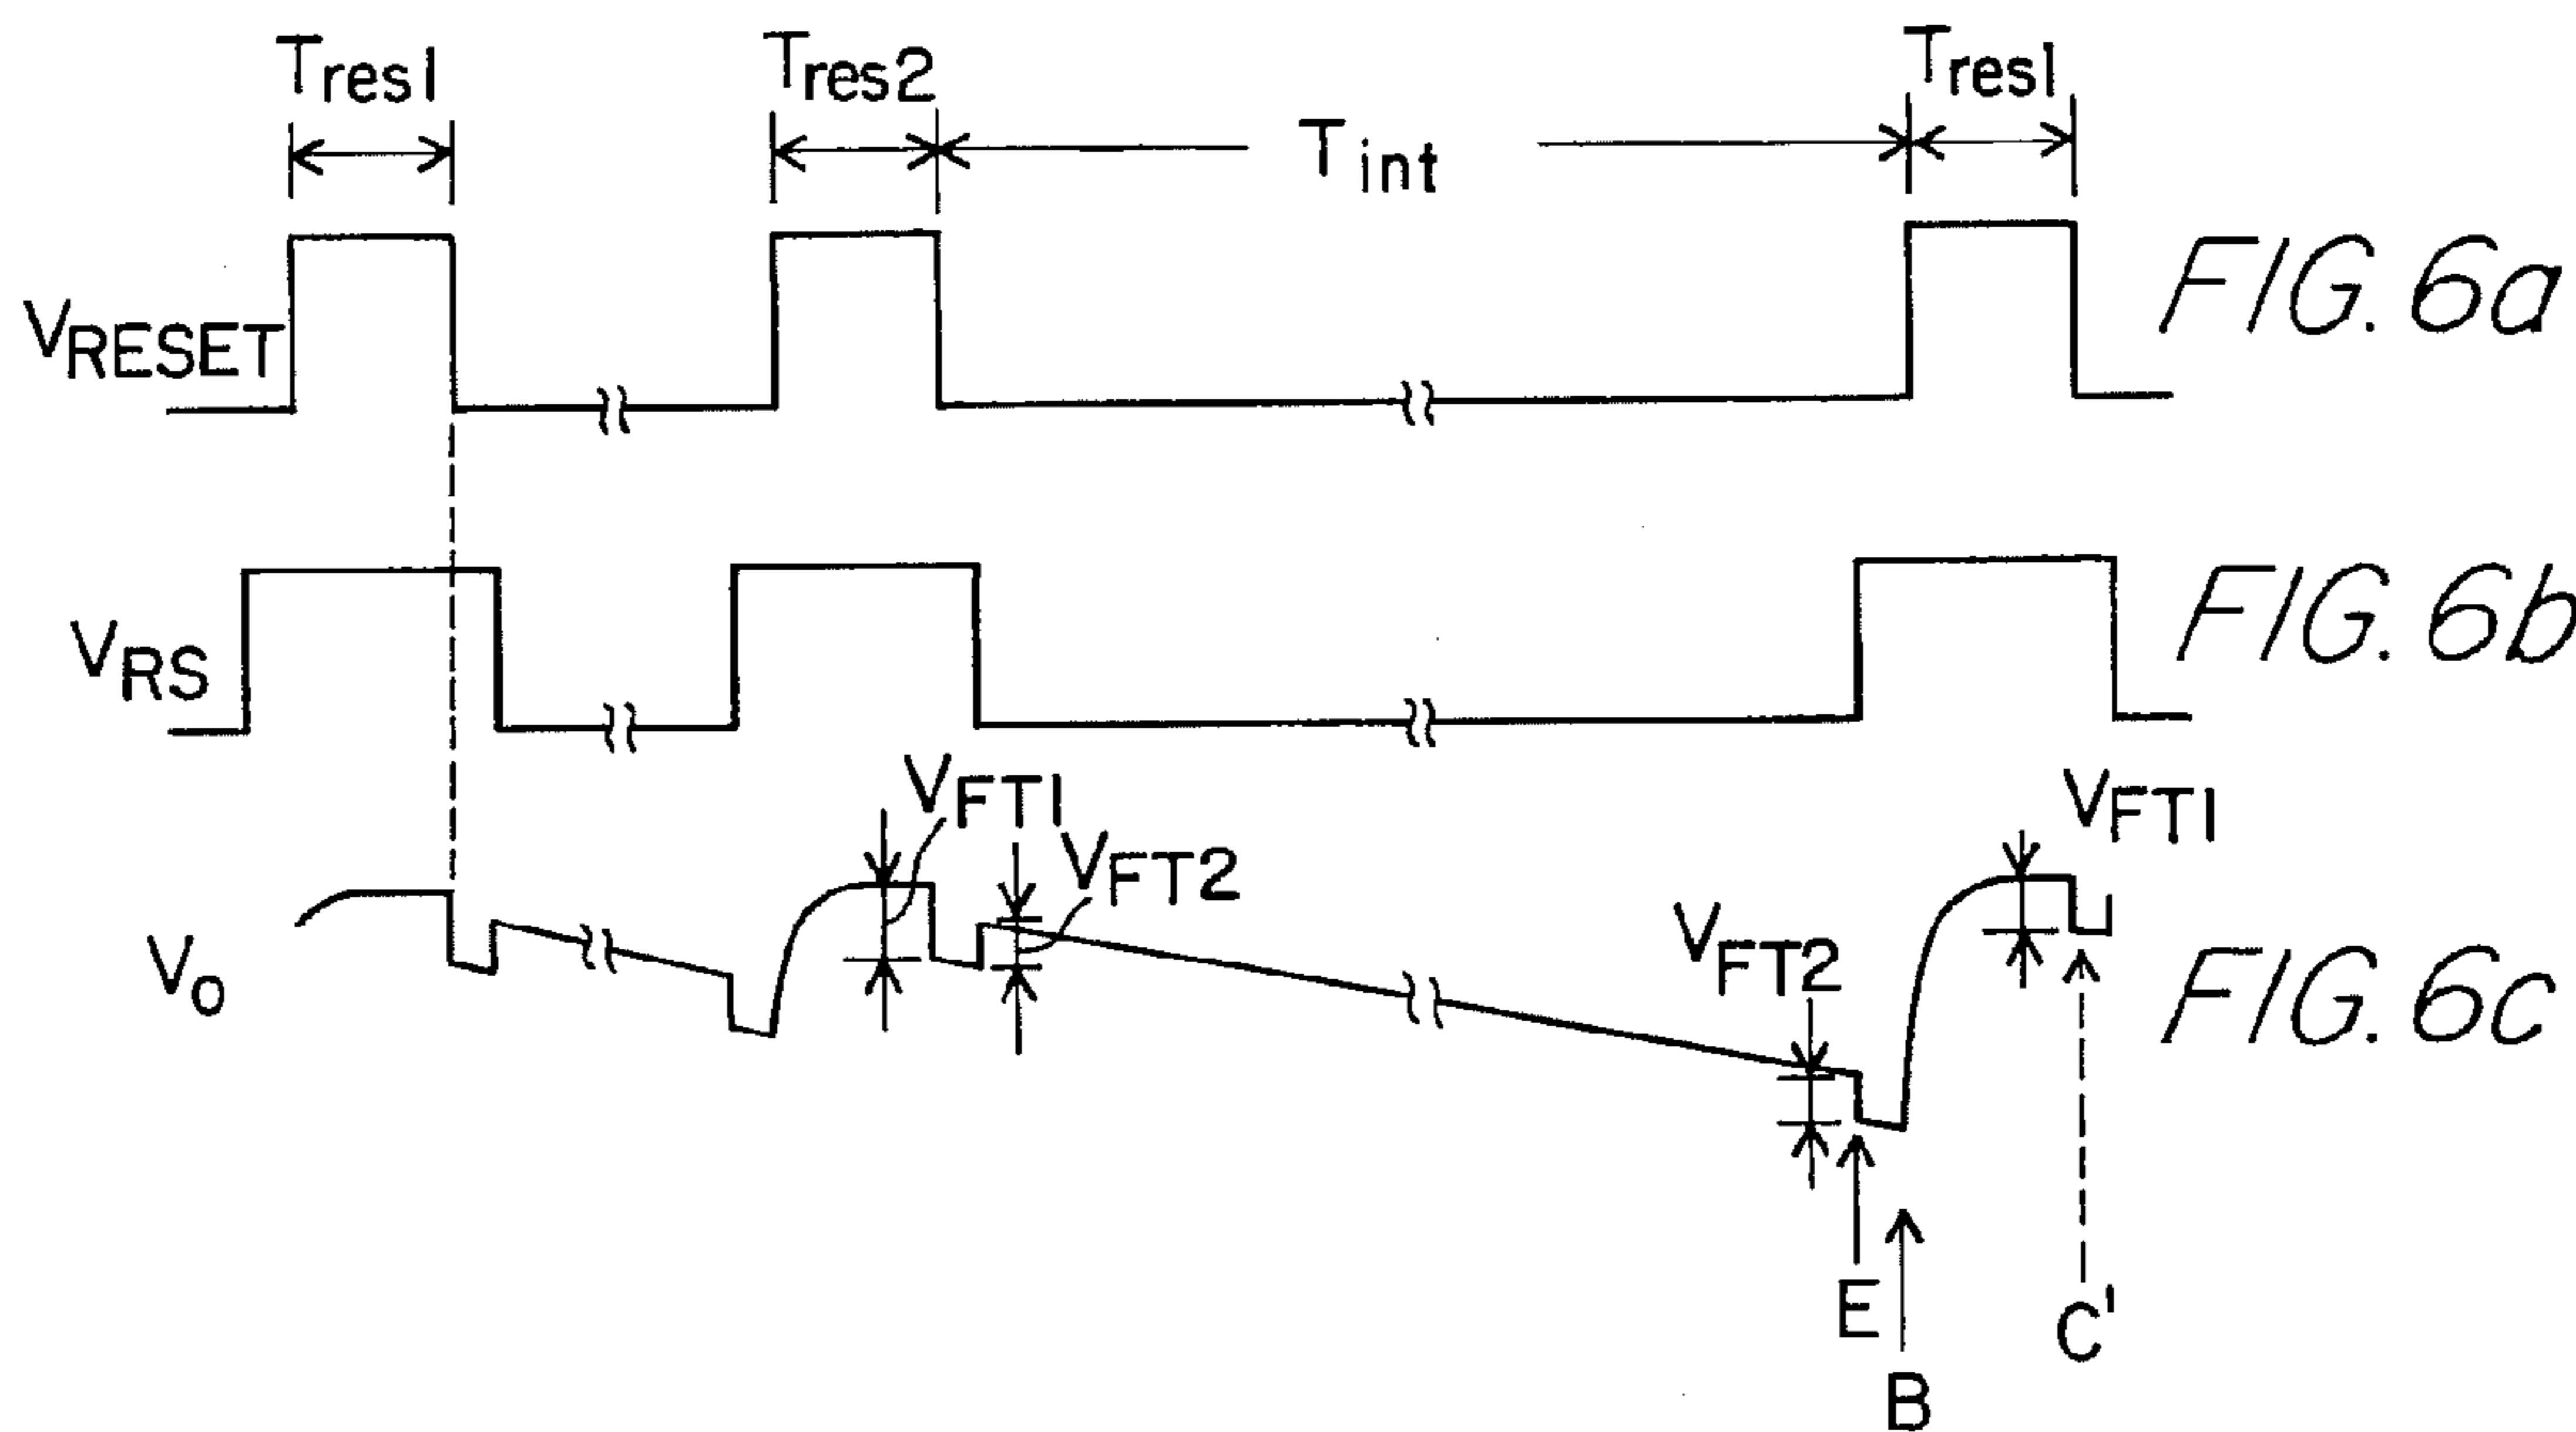 Tres1 Tres2 Tint Tres1
VRESET FIG. 6a
VRS FIG. 6b
VFT1 VFT2 VFT1
Vo VFT2 FIG. 6c
E B C'